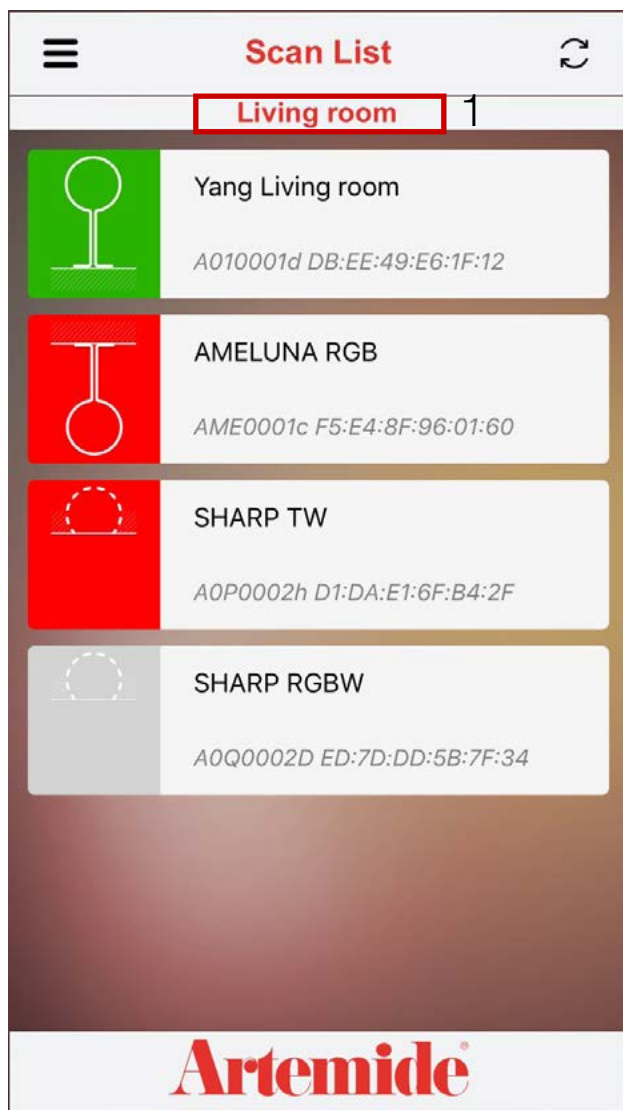 Scan List
Living room 1
Yang Living room
A010001d DB:EE:49:E6:1F:12
AMELUNA RGB
AME0001c F5:E4:8F:96:01:60
SHARP TW
A0P0002h D1:DA:E1:6F:B4:2F
SHARP RGBW
A0Q0002D ED:7D:DD:5B:7F:34
Artemide®